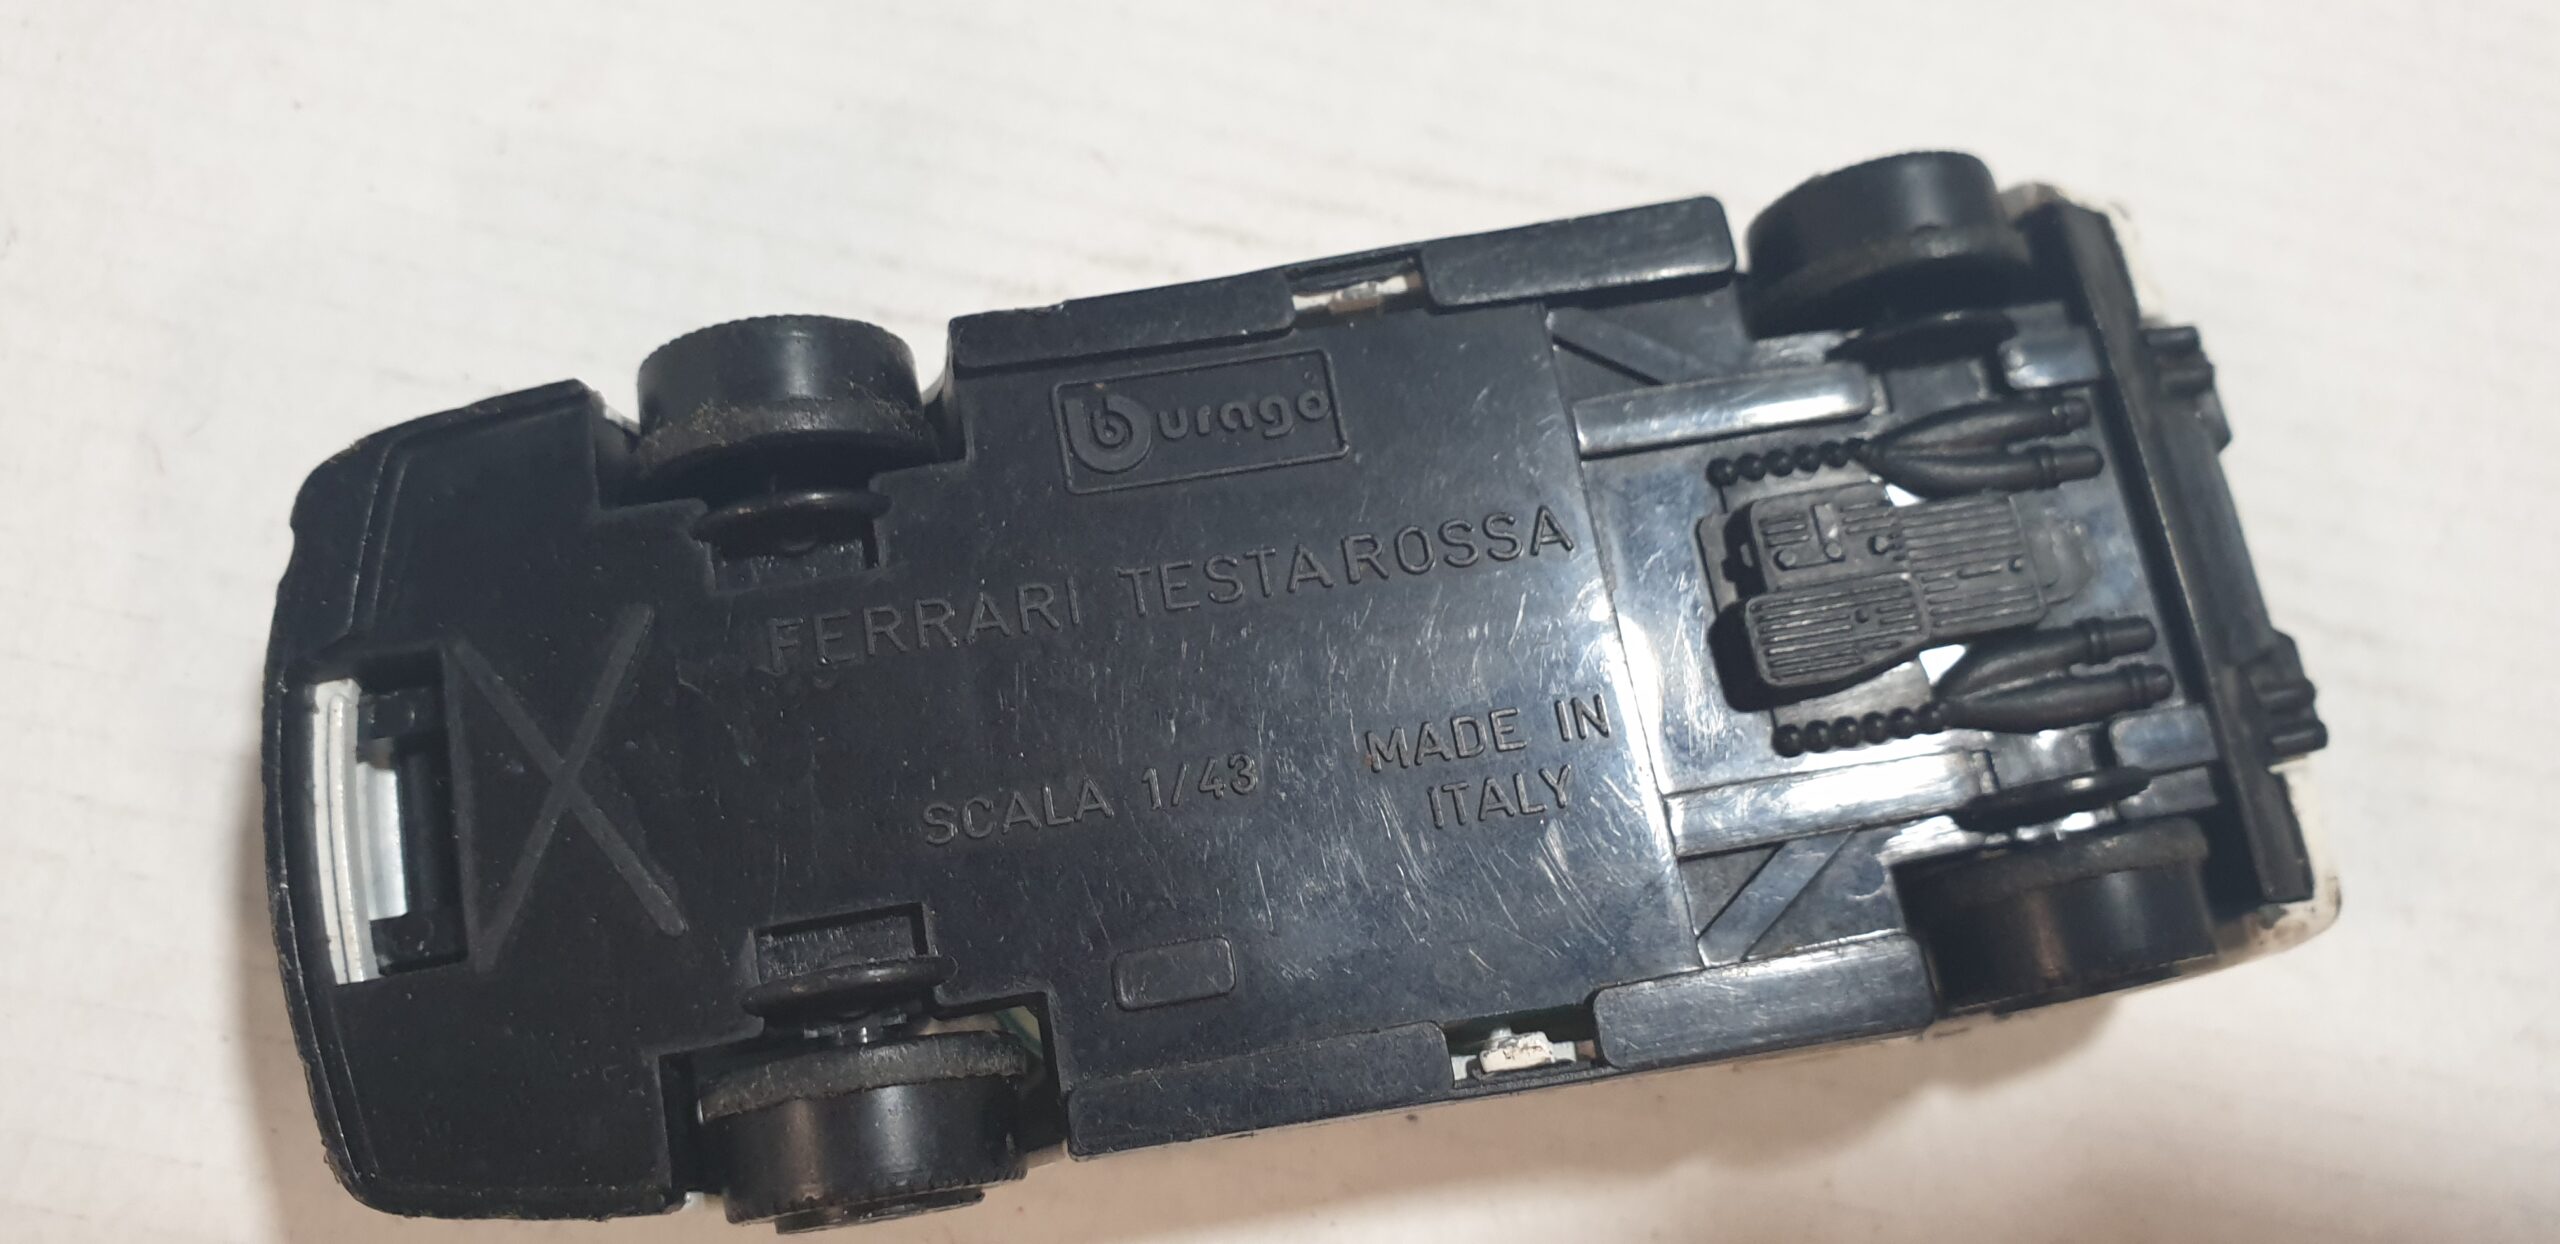 burago
FERRARI TESTAROSSA
SCALA 1/43
MADE IN
ITALY